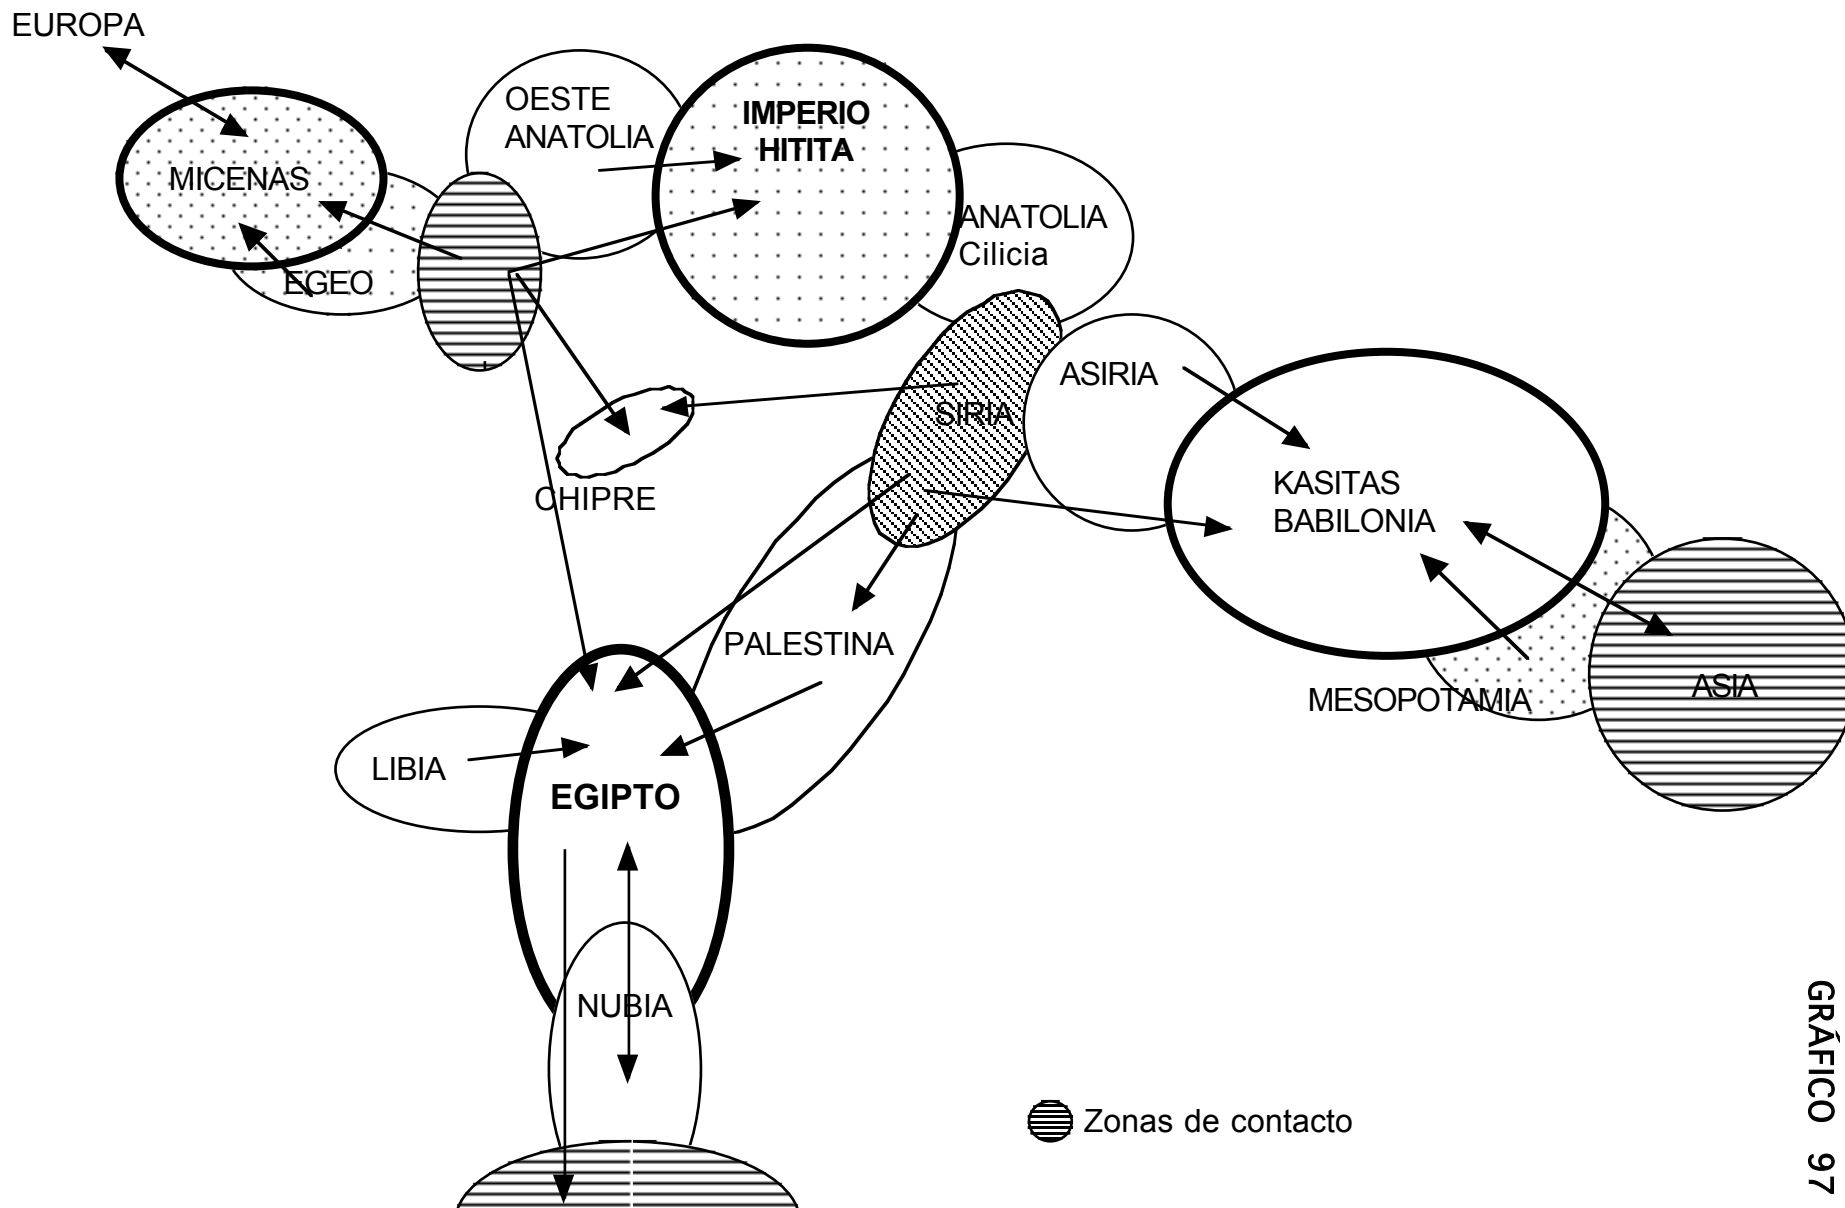 EUROPA
OESTE
ANATOLIA
IMPERIO
HITITA
MICENAS
EGEO
ANATOLIA
Cilicia
ASIRIA
SIRIA
CHIPRE
KASITAS
BABILONIA
PALESTINA
MESOPOTAMIA
ASIA
LIBIA
EGIPTO
NUBIA
Zonas de contacto
GRÁFICO 97